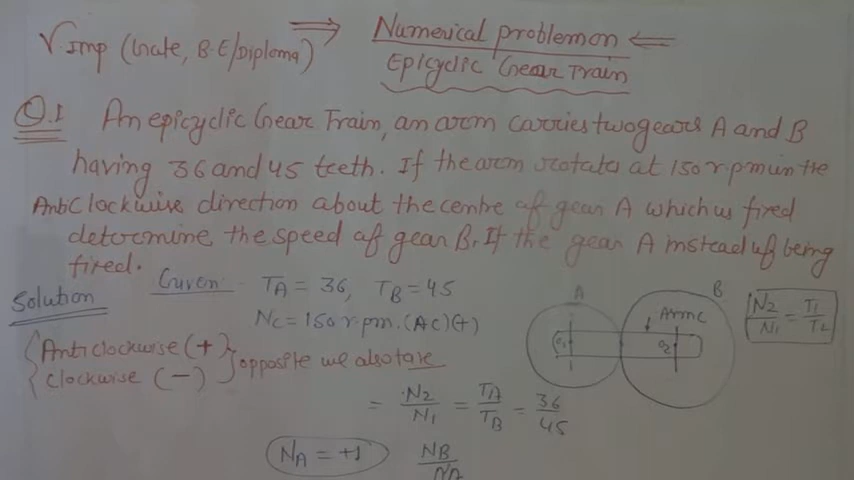 √ Imp (Gate, B.E/Diploma) ⇒ Numerical problem on ⇐
Epicyclic Gear Train
Q.1 An epicyclic Gear Train, an arm carries two gears A and B
having 36 and 45 teeth. If the arm rotates at 150 rpm in the
Anti Clockwise direction about the centre of gear A which is fixed
determine the speed of gear B. If the gear A instead of being
fixed.
Solution Given TA = 36, TB = 45
NC = 150 rpm. (AC) (+)
Anticlockwise (+)
Clockwise (-)
opposite we also take
A
B
Arm C
N2/N1 = T1/T2
= N2/N1 = TA/TB = 36/45
NA = +1
NB/NA